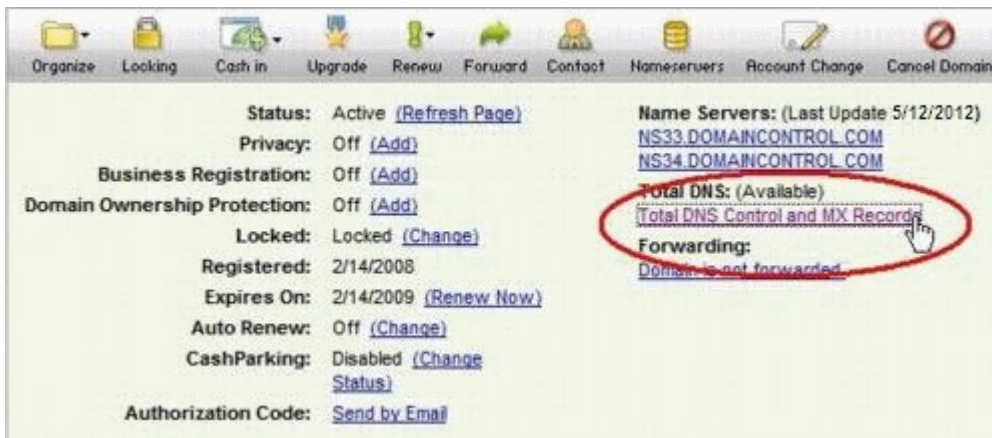 Organize Locking Cash in Upgrade Renew Forward Contact Nameservers Account Change Cancel Domain
Status: Active (Refresh Page)
Privacy: Off (Add)
Business Registration: Off (Add)
Domain Ownership Protection: Off (Add)
Locked: Locked (Change)
Registered: 2/14/2008
Expires On: 2/14/2009 (Renew Now)
Auto Renew: Off (Change)
CashParking: Disabled (Change
Status)
Authorization Code: Send by Email
Name Servers: (Last Update 5/12/2012)
NS33.DOMAINCONTROL.COM
NS34.DOMAINCONTROL.COM
Total DNS: (Available)
Total DNS Control and MX Records
Forwarding:
Domain is not forwarded.